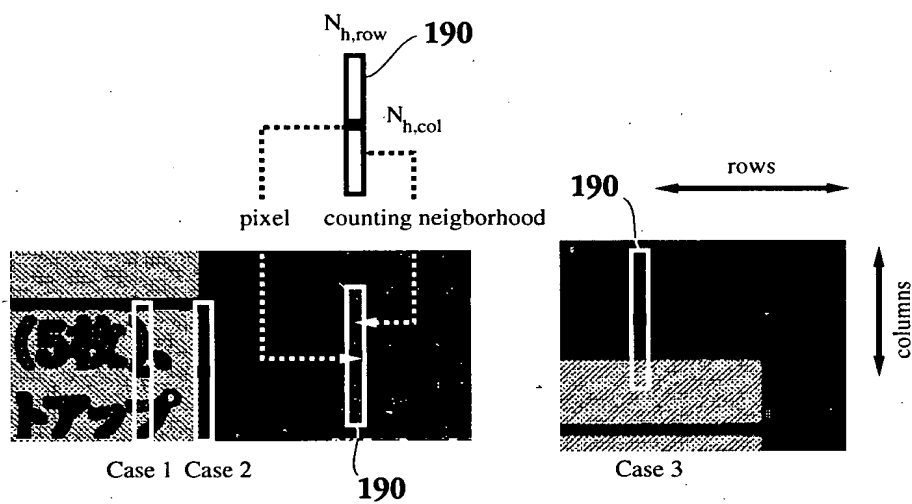 N_h,row
190
N_h,col
pixel counting neigborhood
190
rows
columns
(5枚)、
トアップ
Case 1 Case 2
190
Case 3